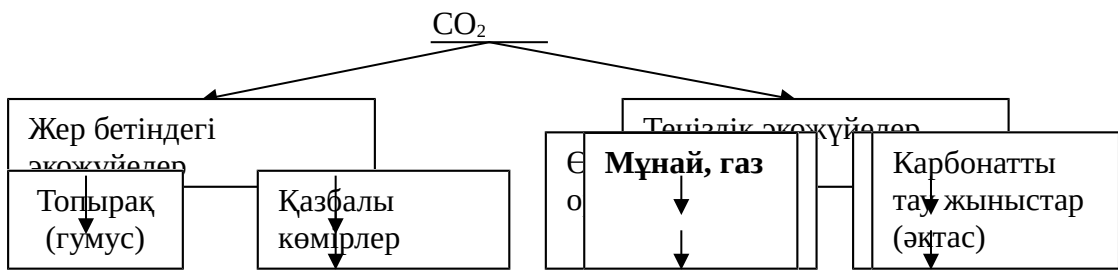 CO₂
Жер бетіндегі
экожүйелер
Теңіздік экожүйелер
Топырақ
(гумус)
Қазбалы
көмірлер
Мұнай, газ
Карбонатты
тау жыныстар
(әктас)